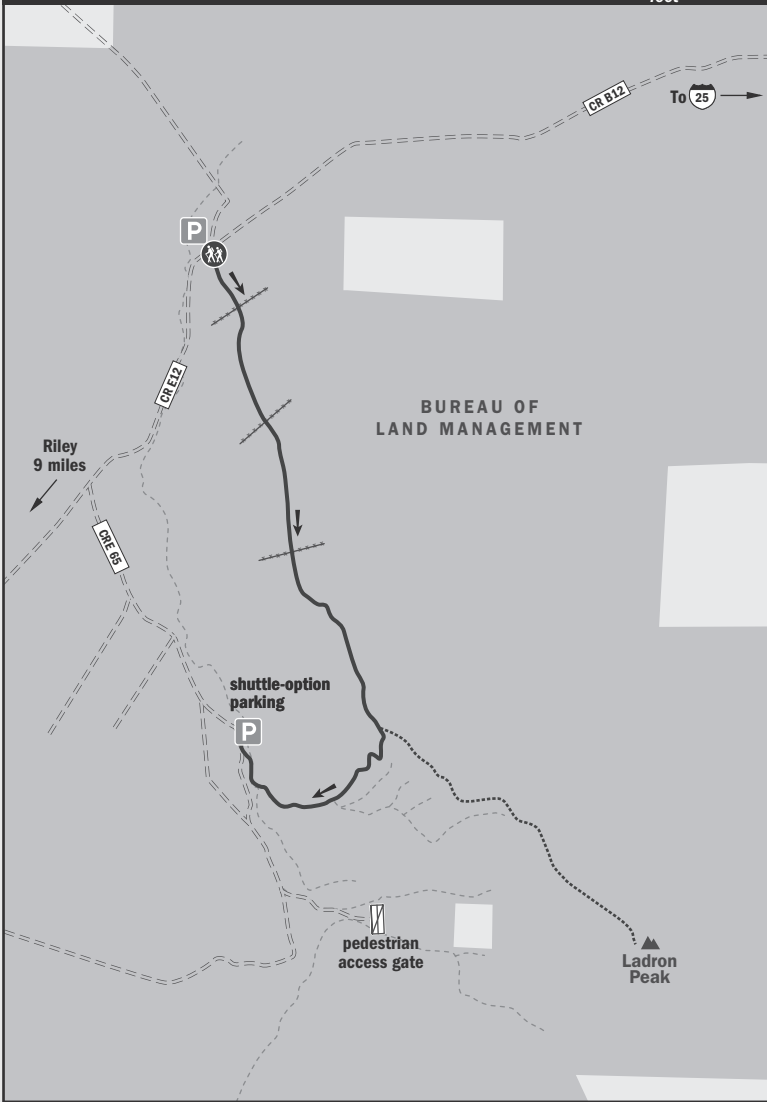 feet
CR B12
To 25
P
CR E12
BUREAU OF
LAND MANAGEMENT
Riley
9 miles
CRE 65
shuttle-option
parking
P
pedestrian
access gate
Ladron
Peak